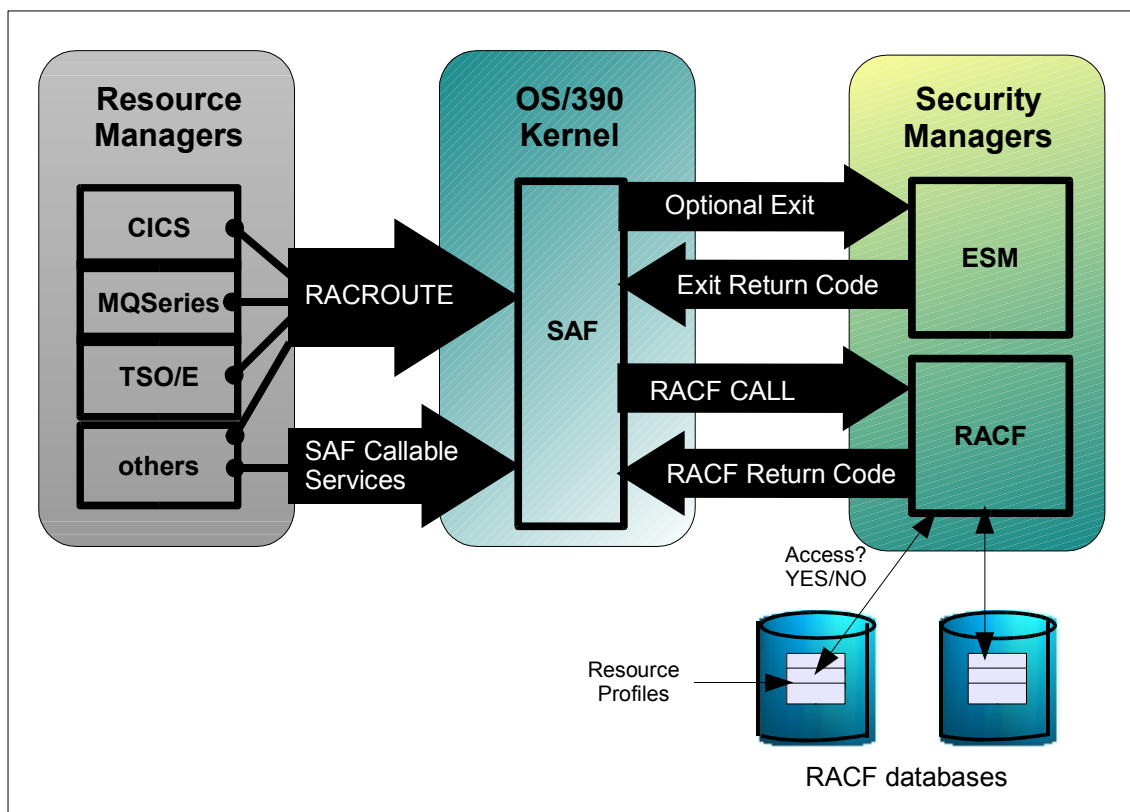 Resource
Managers
CICS
MQSeries
TSO/E
others
RACROUTE
SAF Callable
Services
OS/390
Kernel
SAF
Optional Exit
Exit Return Code
RACF CALL
RACF Return Code
Security
Managers
ESM
RACF
Access?
YES/NO
Resource
Profiles
RACF databases